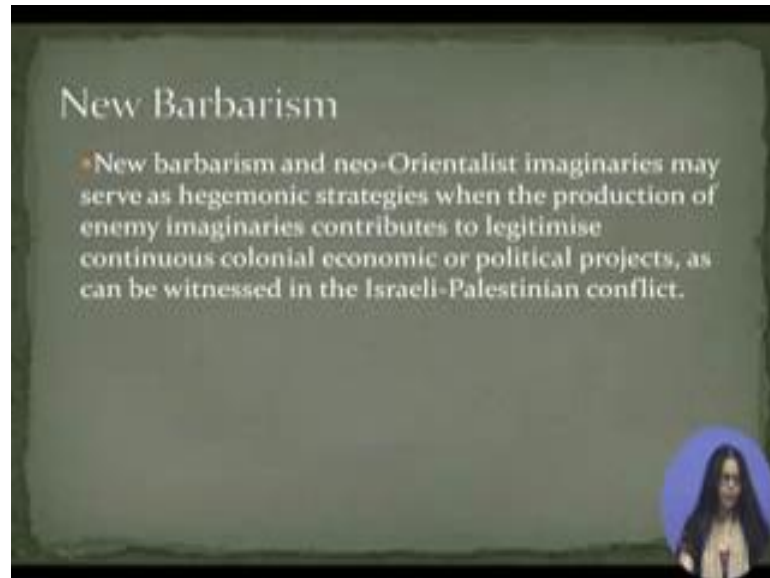 New Barbarism
New barbarism and neo-Orientalist imaginaries may
serve as hegemonic strategies when the production of
enemy imaginaries contributes to legitimise
continuous colonial economic or political projects, as
can be witnessed in the Israeli-Palestinian conflict.